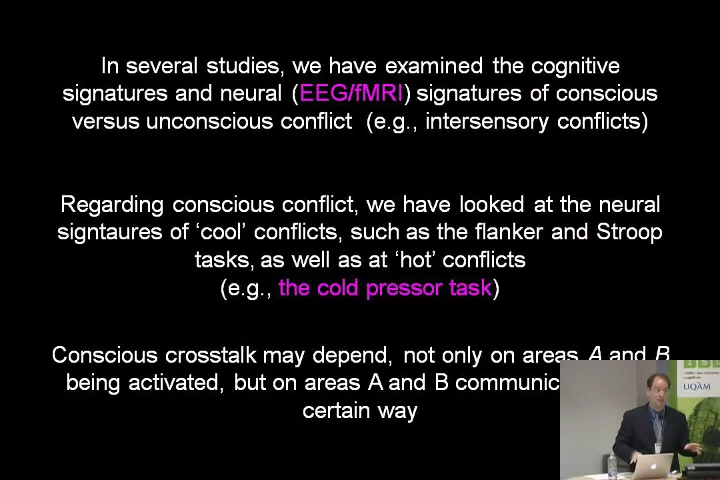 In several studies, we have examined the cognitive
signatures and neural (EEG/fMRI) signatures of conscious
versus unconscious conflict (e.g., intersensory conflicts)
Regarding conscious conflict, we have looked at the neural
signtaures of ‘cool’ conflicts, such as the flanker and Stroop
tasks, as well as at ‘hot’ conflicts
(e.g., the cold pressor task)
Conscious crosstalk may depend, not only on areas A and B
being activated, but on areas A and B
certain way
UQÀM